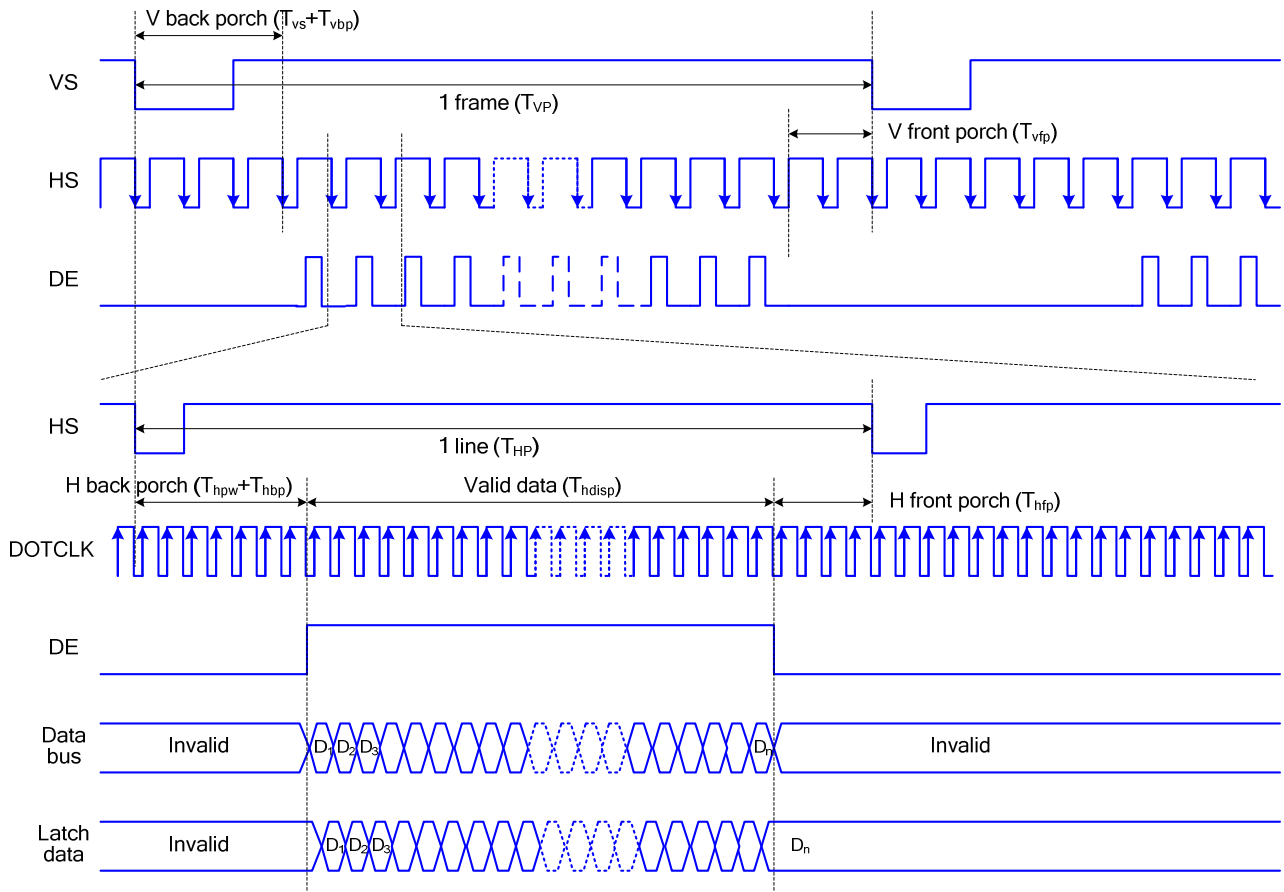 V back porch (Tvs+Tvbp)
VS
1 frame (TVP)
V front porch (Tvfp)
HS
DE
HS
1 line (THP)
H back porch (Thpw+Thbp)
Valid data (Thdisp)
H front porch (Thfp)
DOTCLK
DE
Data
bus
Invalid
D1 D2 D3
Dn
Invalid
Latch
data
Invalid
D1 D2 D3
Dn